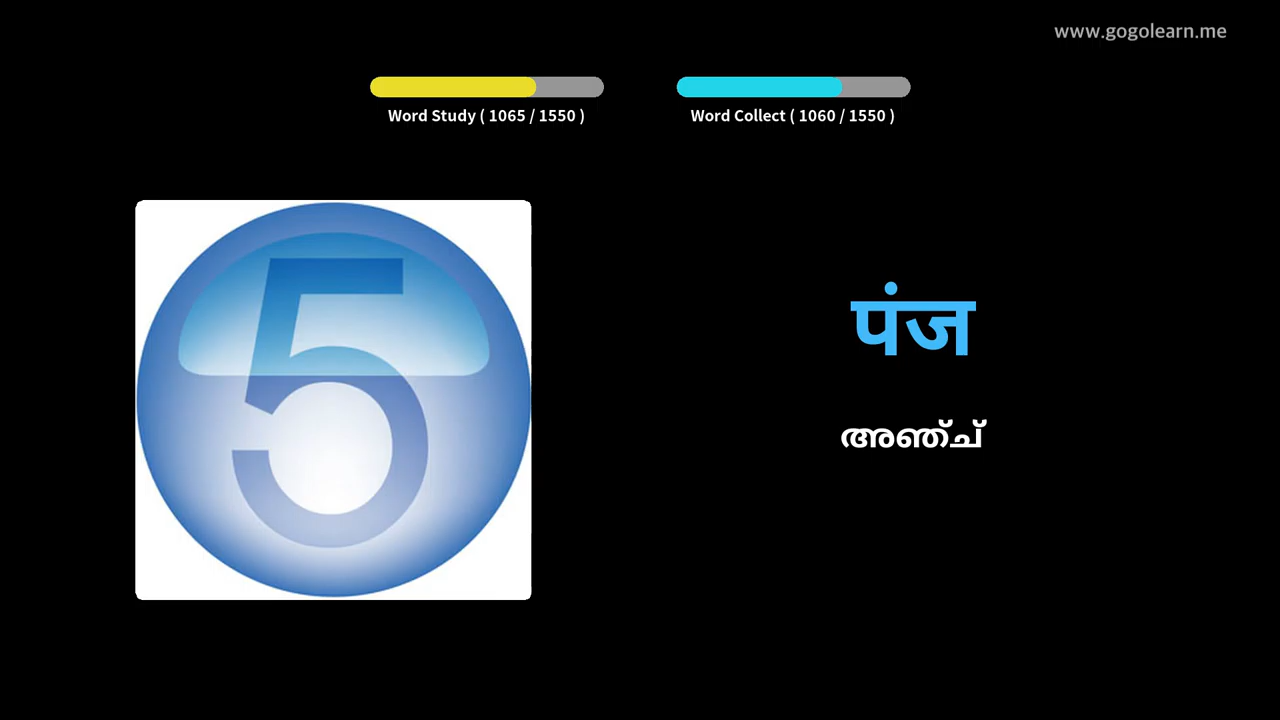 www.gogolearn.me
Word Study ( 1065 / 1550 )
Word Collect ( 1060 / 1550 )
5
पंज
അഞ്ച്